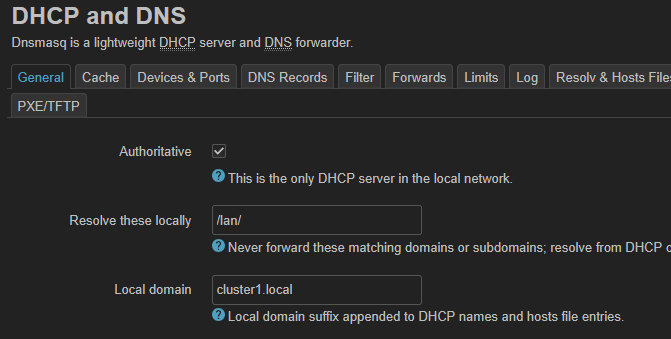 DHCP and DNS
Dnsmasq is a lightweight DHCP server and DNS forwarder.
General Cache Devices & Ports DNS Records Filter Forwards Limits Log Resolv & Hosts Files
PXE/TFTP
Authoritative
This is the only DHCP server in the local network.
Resolve these locally /lan/
Never forward these matching domains or subdomains; resolve from DHCP
Local domain cluster1.local
Local domain suffix appended to DHCP names and hosts file entries.